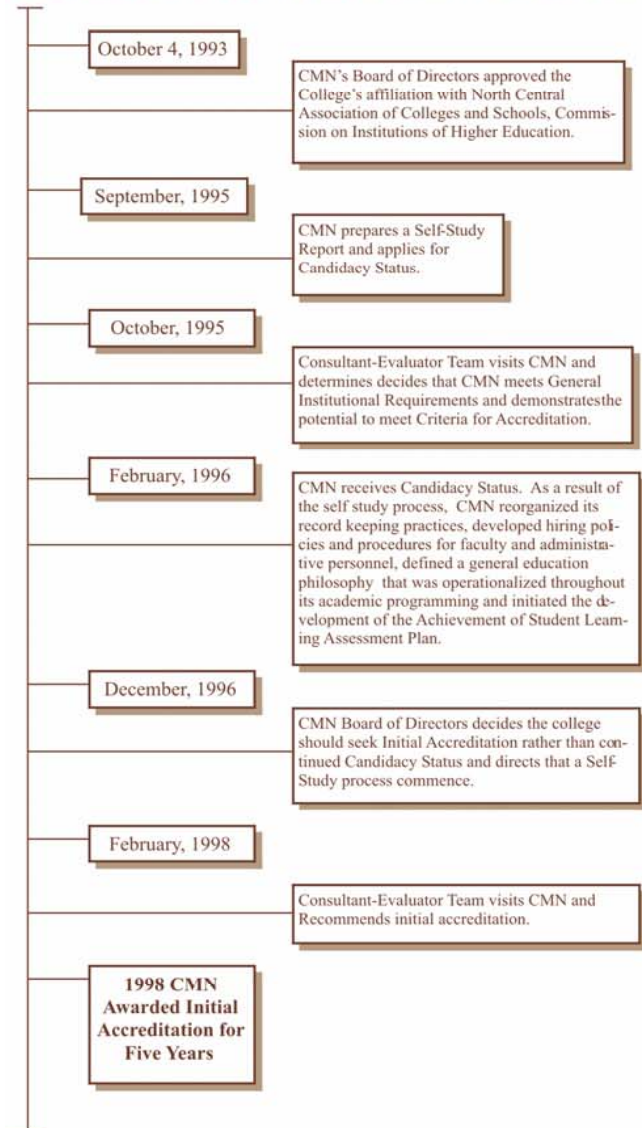 October 4, 1993
CMN's Board of Directors approved the
College's affiliation with North Central
Association of Colleges and Schools, Commis-
sion on Institutions of Higher Education.
September, 1995
CMN prepares a Self-Study
Report and applies for
Candidacy Status.
October, 1995
Consultant-Evaluator Team visits CMN and
determines decides that CMN meets General
Institutional Requirements and demonstrates the
potential to meet Criteria for Accreditation.
February, 1996
CMN receives Candidacy Status. As a result of
the self study process, CMN reorganized its
record keeping practices, developed hiring poli-
cies and procedures for faculty and administra-
tive personnel, defined a general education
philosophy that was operationalized throughout
its academic programming and initiated the de-
velopment of the Achievement of Student Learn-
ing Assessment Plan.
December, 1996
CMN Board of Directors decides the college
should seek Initial Accreditation rather than con-
tinued Candidacy Status and directs that a Self-
Study process commence.
February, 1998
Consultant-Evaluator Team visits CMN and
Recommends initial accreditation.
1998 CMN
Awarded Initial
Accreditation for
Five Years